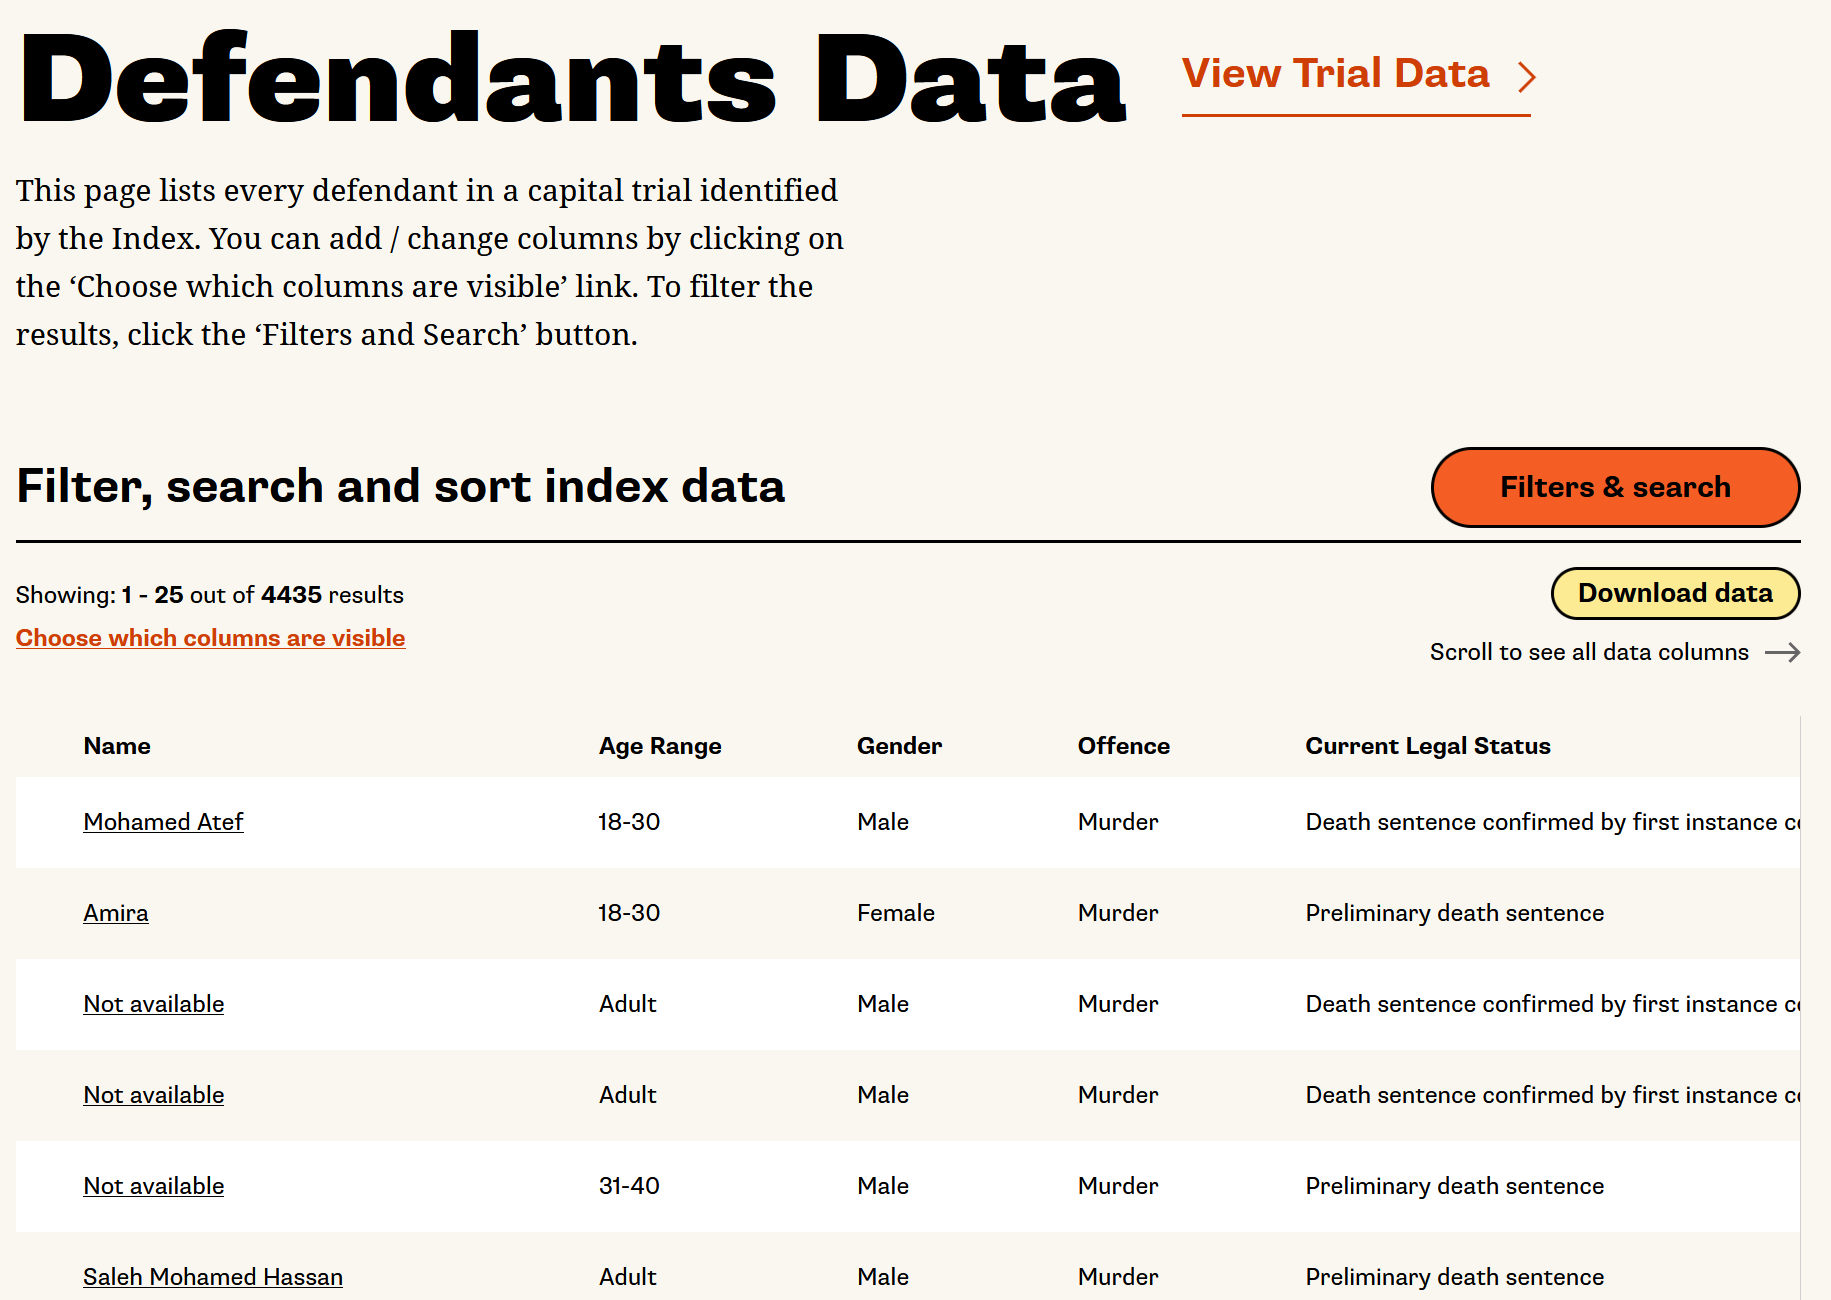 Defendants Data
View Trial Data
This page lists every defendant in a capital trial identified
by the Index. You can add / change columns by clicking on
the ‘Choose which columns are visible’ link. To filter the
results, click the ‘Filters and Search’ button.
Filter, search and sort index data
Filters & search
Showing: 1 - 25 out of 4435 results
Download data
Choose which columns are visible
Scroll to see all data columns
Name Age Range Gender Offence Current Legal Status
Mohamed Atef 18-30 Male Murder Death sentence confirmed by first instance
Amira 18-30 Female Murder Preliminary death sentence
Not available Adult Male Murder Death sentence confirmed by first instance
Not available Adult Male Murder Death sentence confirmed by first instance
Not available 31-40 Male Murder Preliminary death sentence
Saleh Mohamed Hassan Adult Male Murder Preliminary death sentence